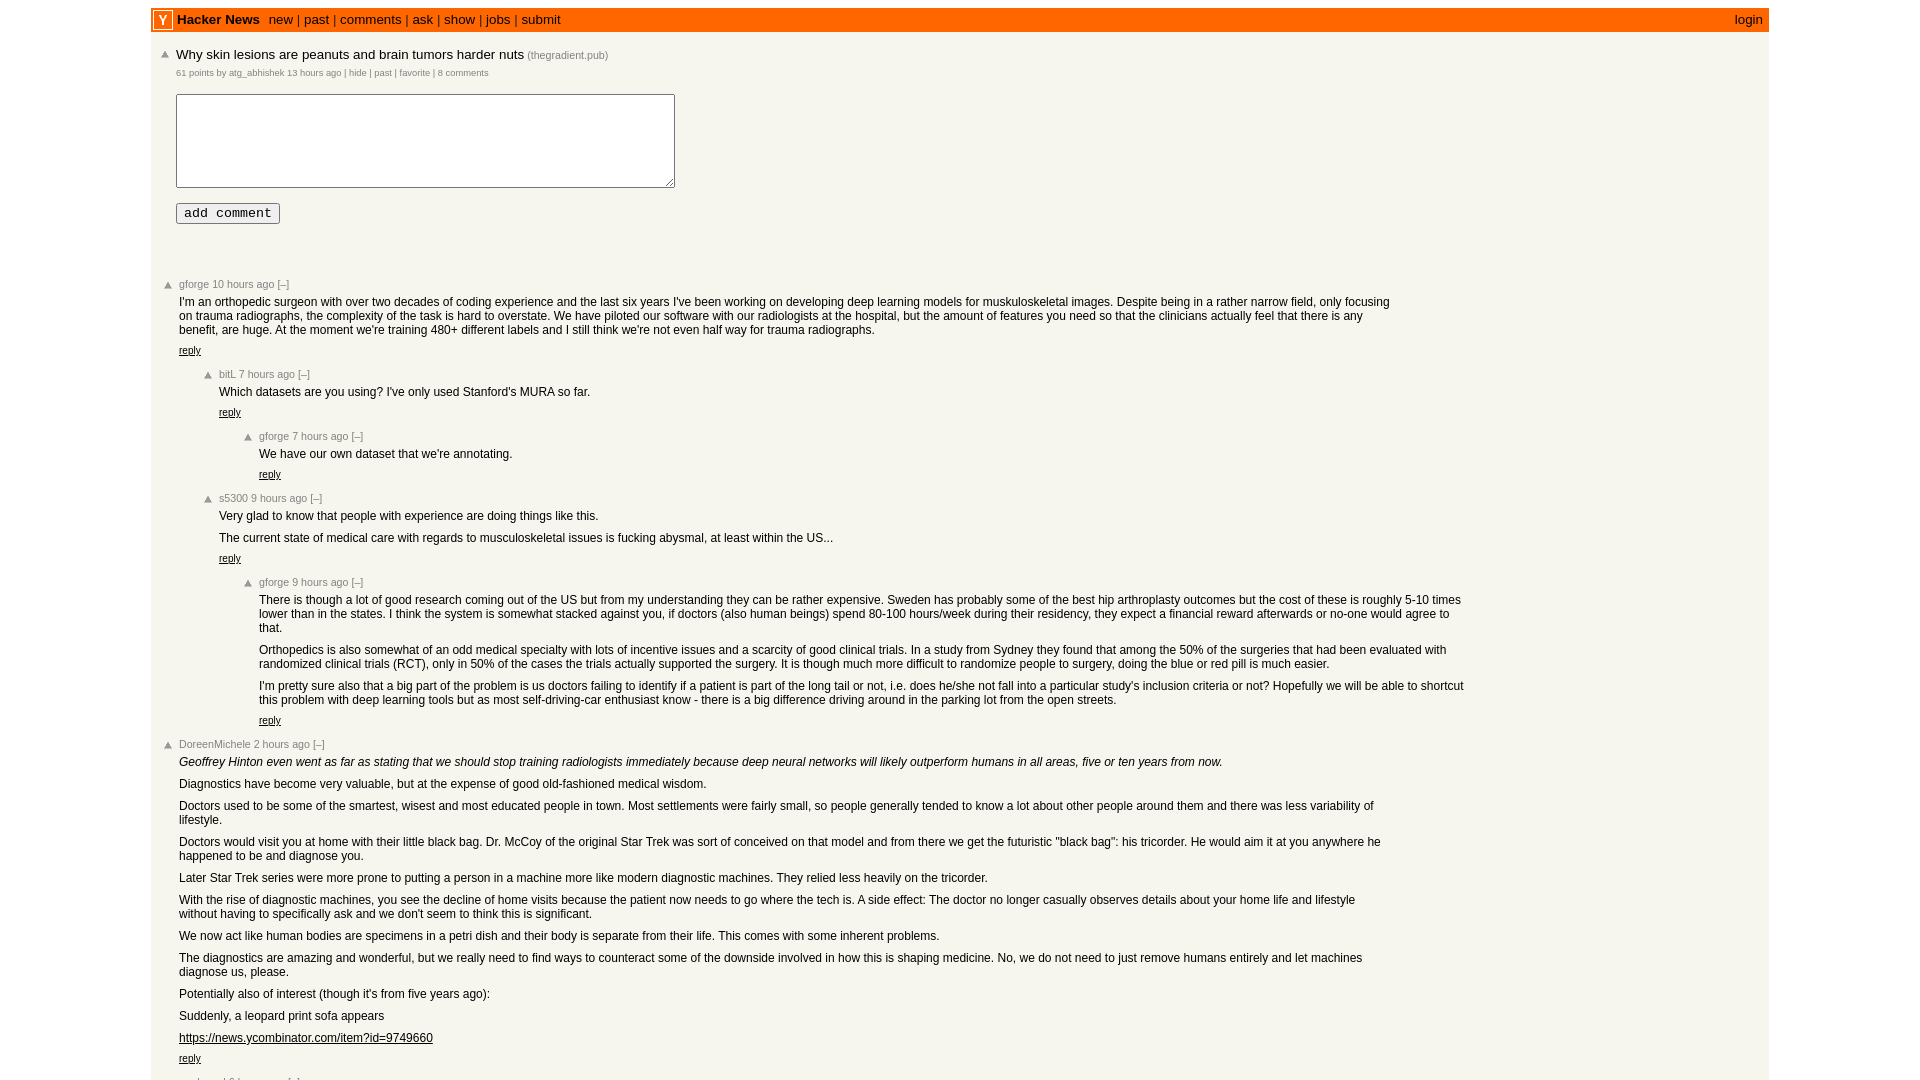 Y Hacker News new | past | comments | ask | show | jobs | submit login
Why skin lesions are peanuts and brain tumors harder nuts (thegradient.pub)
61 points by atg_abhishek 13 hours ago | hide | past | favorite | 8 comments
add comment
gforge 10 hours ago [–]
I'm an orthopedic surgeon with over two decades of coding experience and the last six years I've been working on developing deep learning models for muskuloskeletal images. Despite being in a rather narrow field, only focusing
on trauma radiographs, the complexity of the task is hard to overstate. We have piloted our software with our radiologists at the hospital, but the amount of features you need so that the clinicians actually feel that there is any
benefit, are huge. At the moment we're training 480+ different labels and I still think we're not even half way for trauma radiographs.
reply
bitL 7 hours ago [–]
Which datasets are you using? I've only used Stanford's MURA so far.
reply
gforge 7 hours ago [–]
We have our own dataset that we're annotating.
reply
s5300 9 hours ago [–]
Very glad to know that people with experience are doing things like this.
The current state of medical care with regards to musculoskeletal issues is fucking abysmal, at least within the US...
reply
gforge 9 hours ago [–]
There is though a lot of good research coming out of the US but from my understanding they can be rather expensive. Sweden has probably some of the best hip arthroplasty outcomes but the cost of these is roughly 5-10 times
lower than in the states. I think the system is somewhat stacked against you, if doctors (also human beings) spend 80-100 hours/week during their residency, they expect a financial reward afterwards or no-one would agree to
that.
Orthopedics is also somewhat of an odd medical specialty with lots of incentive issues and a scarcity of good clinical trials. In a study from Sydney they found that among the 50% of the surgeries that had been evaluated with
randomized clinical trials (RCT), only in 50% of the cases the trials actually supported the surgery. It is though much more difficult to randomize people to surgery, doing the blue or red pill is much easier.
I'm pretty sure also that a big part of the problem is us doctors failing to identify if a patient is part of the long tail or not, i.e. does he/she not fall into a particular study's inclusion criteria or not? Hopefully we will be able to shortcut
this problem with deep learning tools but as most self-driving-car enthusiast know - there is a big difference driving around in the parking lot from the open streets.
reply
DoreenMichele 2 hours ago [–]
Geoffrey Hinton even went as far as stating that we should stop training radiologists immediately because deep neural networks will likely outperform humans in all areas, five or ten years from now.
Diagnostics have become very valuable, but at the expense of good old-fashioned medical wisdom.
Doctors used to be some of the smartest, wisest and most educated people in town. Most settlements were fairly small, so people generally tended to know a lot about other people around them and there was less variability of
lifestyle.
Doctors would visit you at home with their little black bag. Dr. McCoy of the original Star Trek was sort of conceived on that model and from there we get the futuristic "black bag": his tricorder. He would aim it at you anywhere he
happened to be and diagnose you.
Later Star Trek series were more prone to putting a person in a machine more like modern diagnostic machines. They relied less heavily on the tricorder.
With the rise of diagnostic machines, you see the decline of home visits because the patient now needs to go where the tech is. A side effect: The doctor no longer casually observes details about your home life and lifestyle
without having to specifically ask and we don't seem to think this is significant.
We now act like human bodies are specimens in a petri dish and their body is separate from their life. This comes with some inherent problems.
The diagnostics are amazing and wonderful, but we really need to find ways to counteract some of the downside involved in how this is shaping medicine. No, we do not need to just remove humans entirely and let machines
diagnose us, please.
Potentially also of interest (though it's from five years ago):
Suddenly, a leopard print sofa appears
https://news.ycombinator.com/item?id=9749660
reply